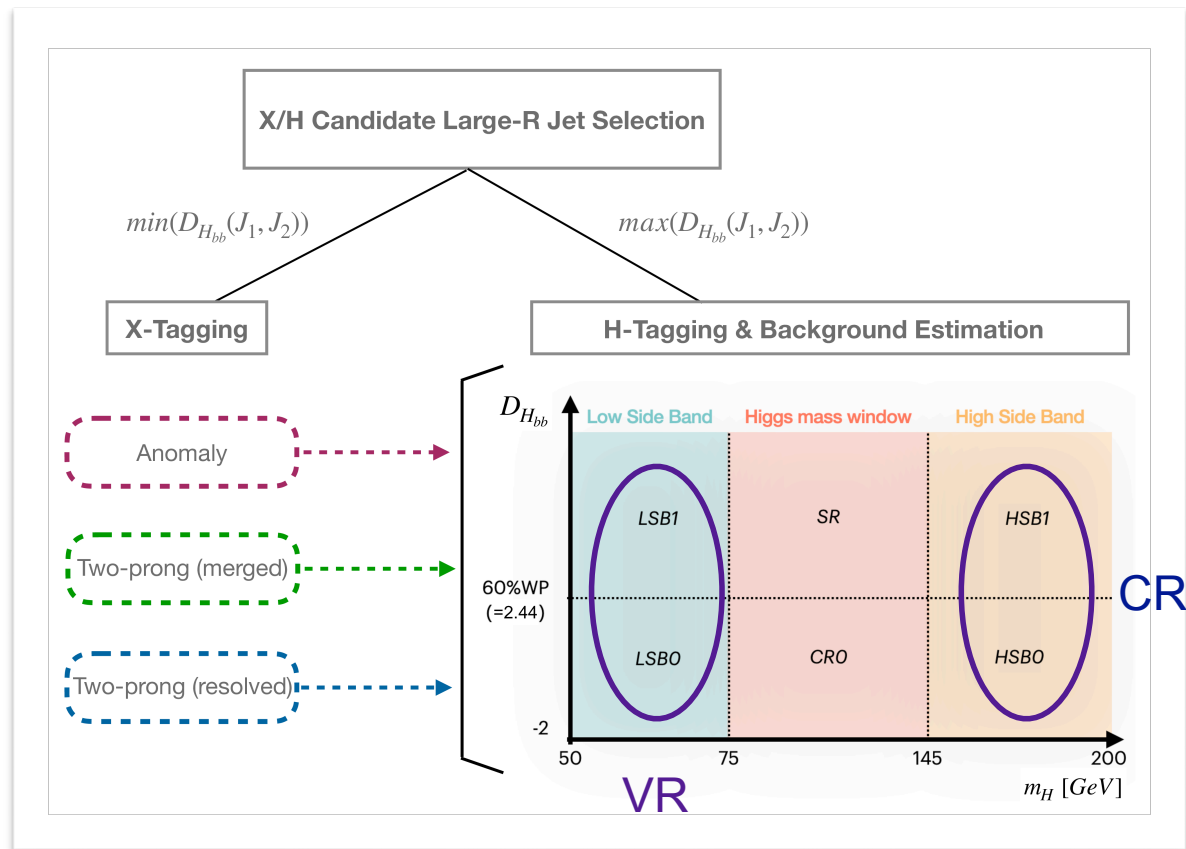 X/H Candidate Large-R Jet Selection
min(D_{H_{bb}}(J_1, J_2))
max(D_{H_{bb}}(J_1, J_2))
X-Tagging
H-Tagging & Background Estimation
D_{H_{bb}}
Low Side Band
Higgs mass window
High Side Band
Anomaly
LSB1
SR
HSB1
Two-prong (merged)
60%WP
(=2.44)
CR
LSB0
CR0
HSB0
Two-prong (resolved)
-2
50
75
145
200
m_H [GeV]
VR